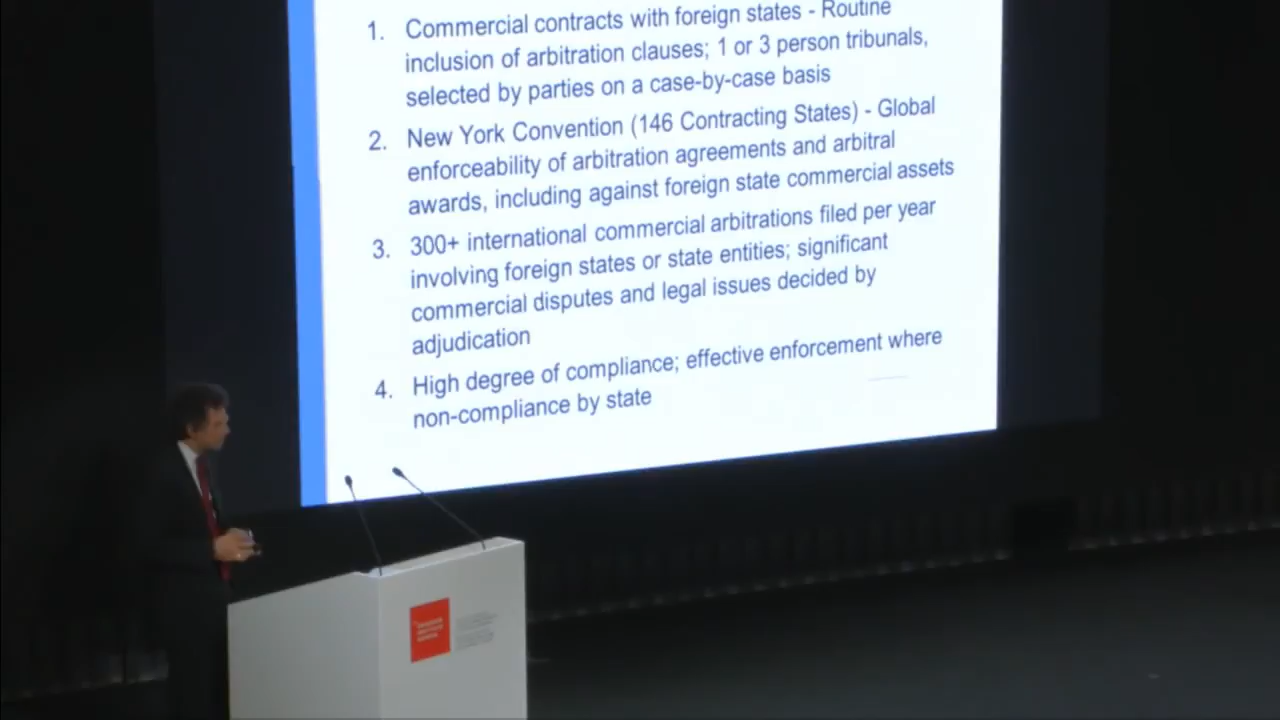 1. Commercial contracts with foreign states - Routine
inclusion of arbitration clauses; 1 or 3 person tribunals,
selected by parties on a case-by-case basis
2. New York Convention (146 Contracting States) - Global
enforceability of arbitration agreements and arbitral
awards, including against foreign state commercial assets
3. 300+ international commercial arbitrations filed per year
involving foreign states or state entities; significant
commercial disputes and legal issues decided by
adjudication
4. High degree of compliance; effective enforcement where
non-compliance by state